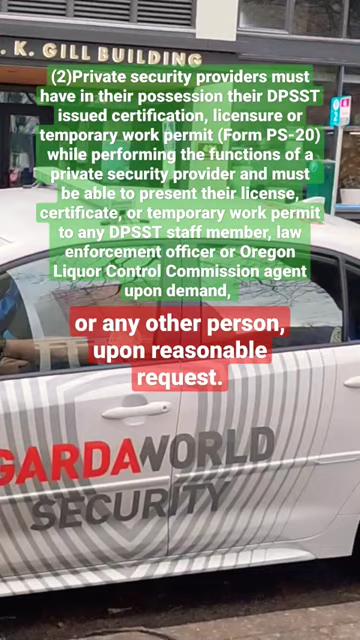 . K. GILL BUILDING
(2)Private security providers must
have in their possession their DPSST
issued certification, licensure or
temporary work permit (Form PS-20)
while performing the functions of a
private security provider and must
be able to present their license,
certificate, or temporary work permit
to any DPSST staff member, law
enforcement officer or Oregon
Liquor Control Commission agent
upon demand,
or any other person,
upon reasonable
request.
GARDAWORLD
SECURITY